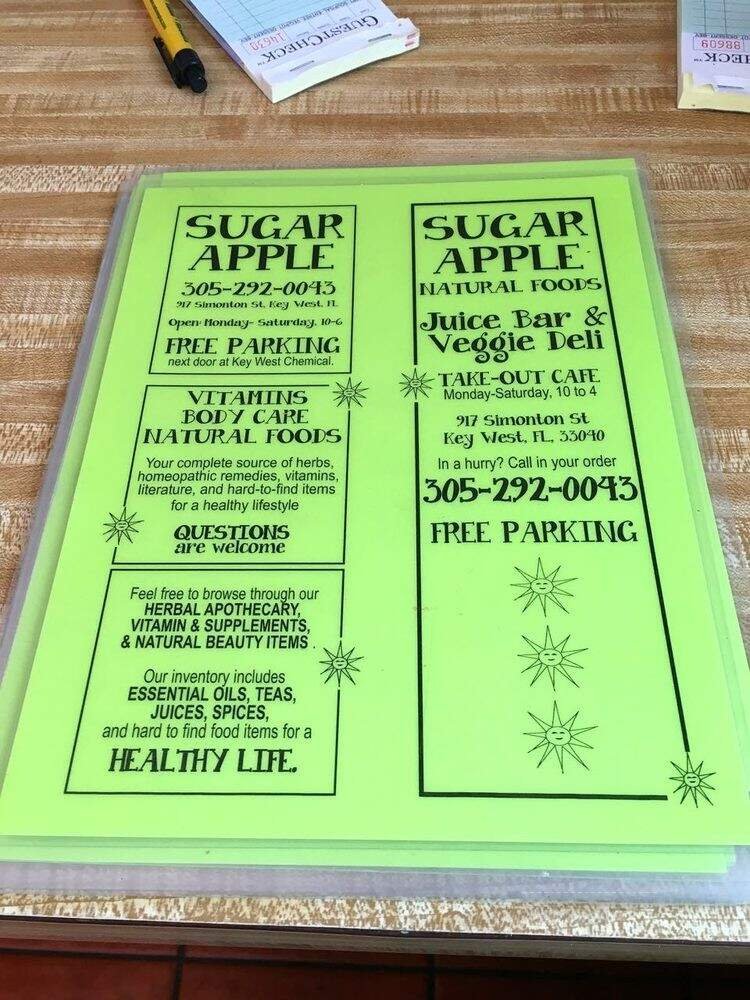 GUESTCHECK™
14630
HECK™
88609
SUGAR
APPLE
305-292-0043
917 Simonton St, Key West, FL
Open: Monday- Saturday, 10-6
FREE PARKING
next door at Key West Chemical.
VITAMINS
BODY CARE
NATURAL FOODS
Your complete source of herbs,
homeopathic remedies, vitamins,
literature, and hard-to-find items
for a healthy lifestyle
QUESTIONS
are welcome
Feel free to browse through our
HERBAL APOTHECARY,
VITAMIN & SUPPLEMENTS,
& NATURAL BEAUTY ITEMS.
Our inventory includes
ESSENTIAL OILS, TEAS,
JUICES, SPICES,
and hard to find food items for a
HEALTHY LIFE.
SUGAR
APPLE
NATURAL FOODS
Juice Bar &
Veggie Deli
TAKE-OUT CAFE
Monday-Saturday, 10 to 4
917 Simonton St
Key West, FL, 33040
In a hurry? Call in your order
305-292-0043
FREE PARKING